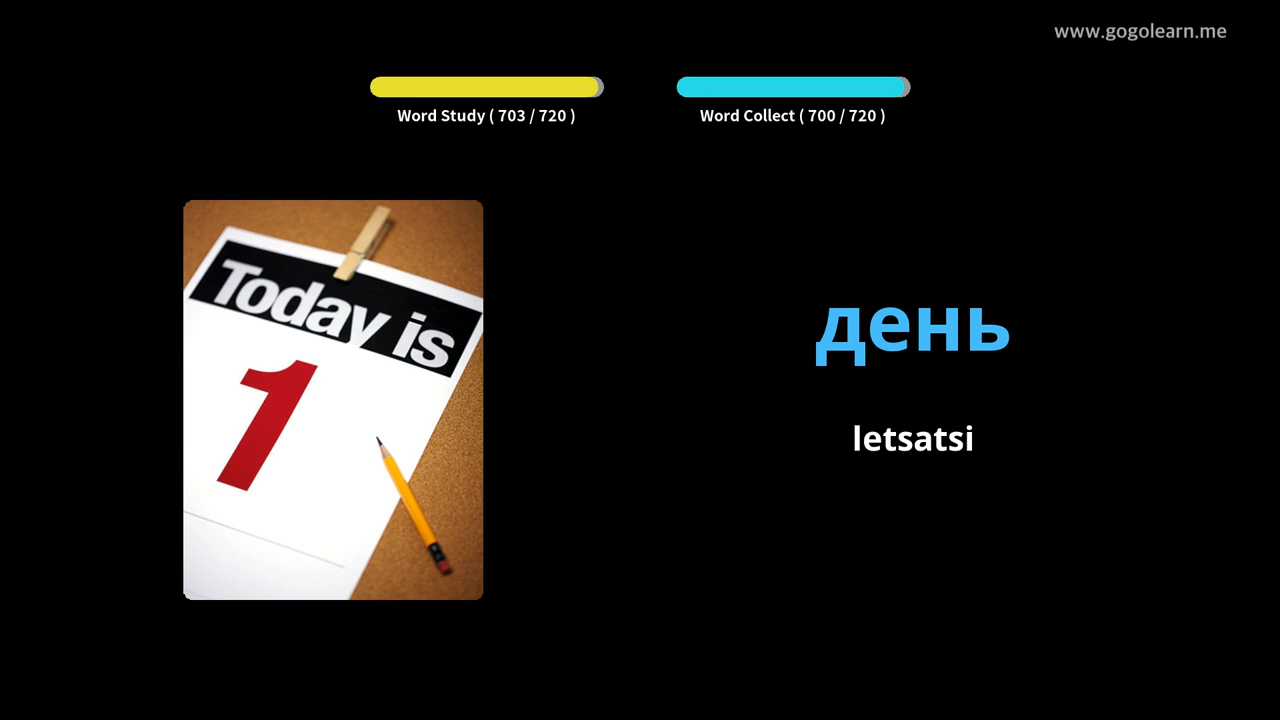 www.gogolearn.me
Word Study ( 703 / 720 )
Word Collect ( 700 / 720 )
Today is
1
день
letsatsi